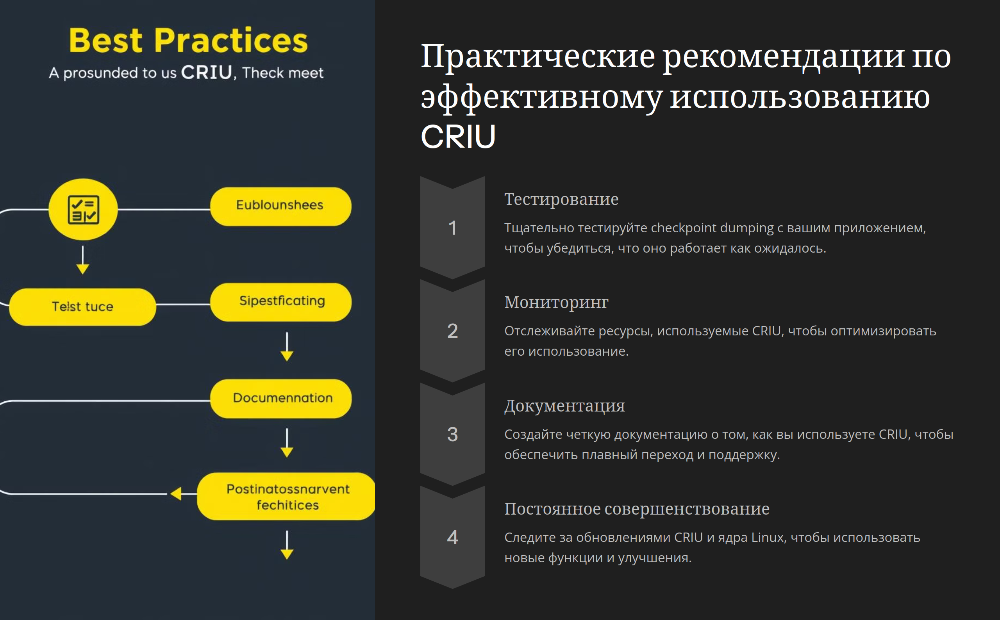 Best Practices
A prosunded to us CRIU, Theck meet
Eublounshees
Telst tuce
Sipestficating
Documennation
Postinatossnarvent
fechitices
Практические рекомендации по
эффективному использованию
CRIU
1
Тестирование
Тщательно тестируйте checkpoint dumping с вашим приложением,
чтобы убедиться, что оно работает как ожидалось.
2
Мониторинг
Отслеживайте ресурсы, используемые CRIU, чтобы оптимизировать
его использование.
3
Документация
Создайте четкую документацию о том, как вы используете CRIU, чтобы
обеспечить плавный переход и поддержку.
4
Постоянное совершенствование
Следите за обновлениями CRIU и ядра Linux, чтобы использовать
новые функции и улучшения.